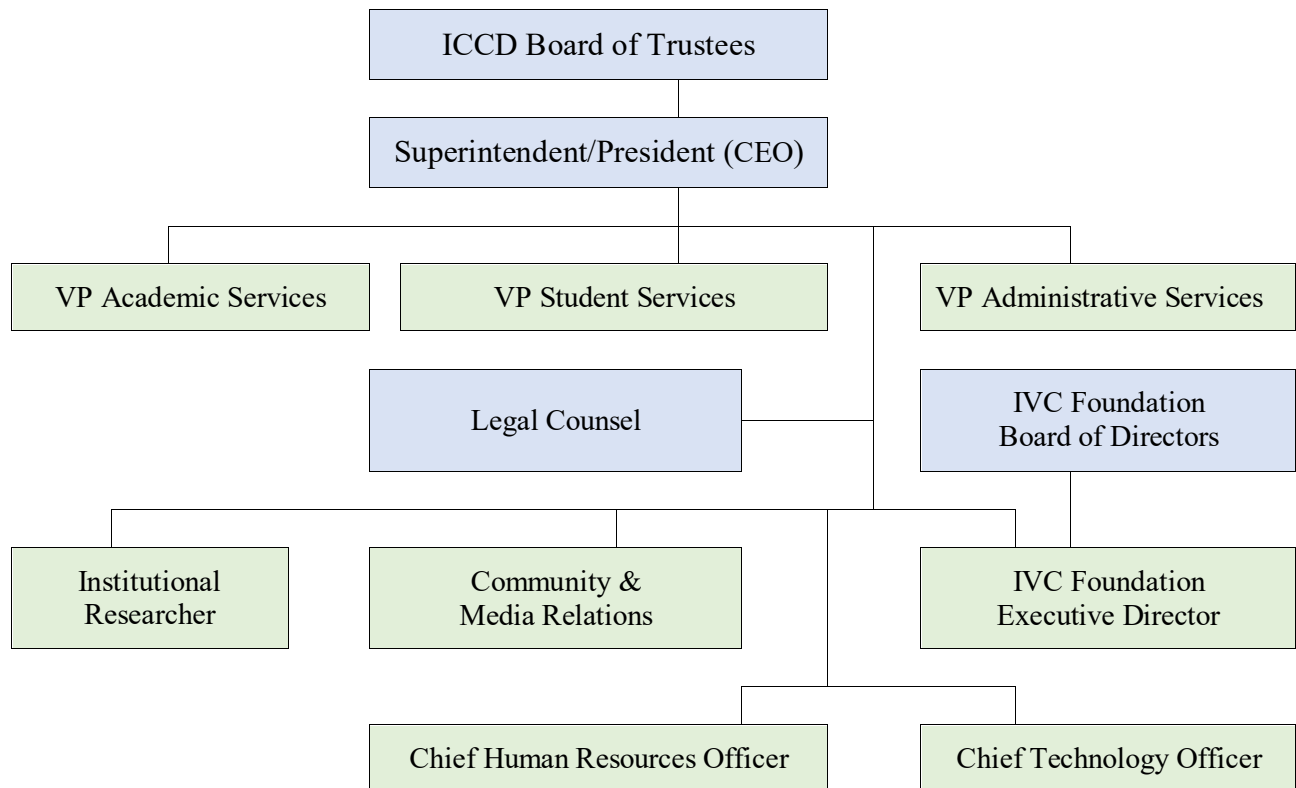 ICCD Board of Trustees
Superintendent/President (CEO)
VP Academic Services
VP Student Services
VP Administrative Services
Legal Counsel
IVC Foundation
Board of Directors
Institutional
Researcher
Community &
Media Relations
IVC Foundation
Executive Director
Chief Human Resources Officer
Chief Technology Officer